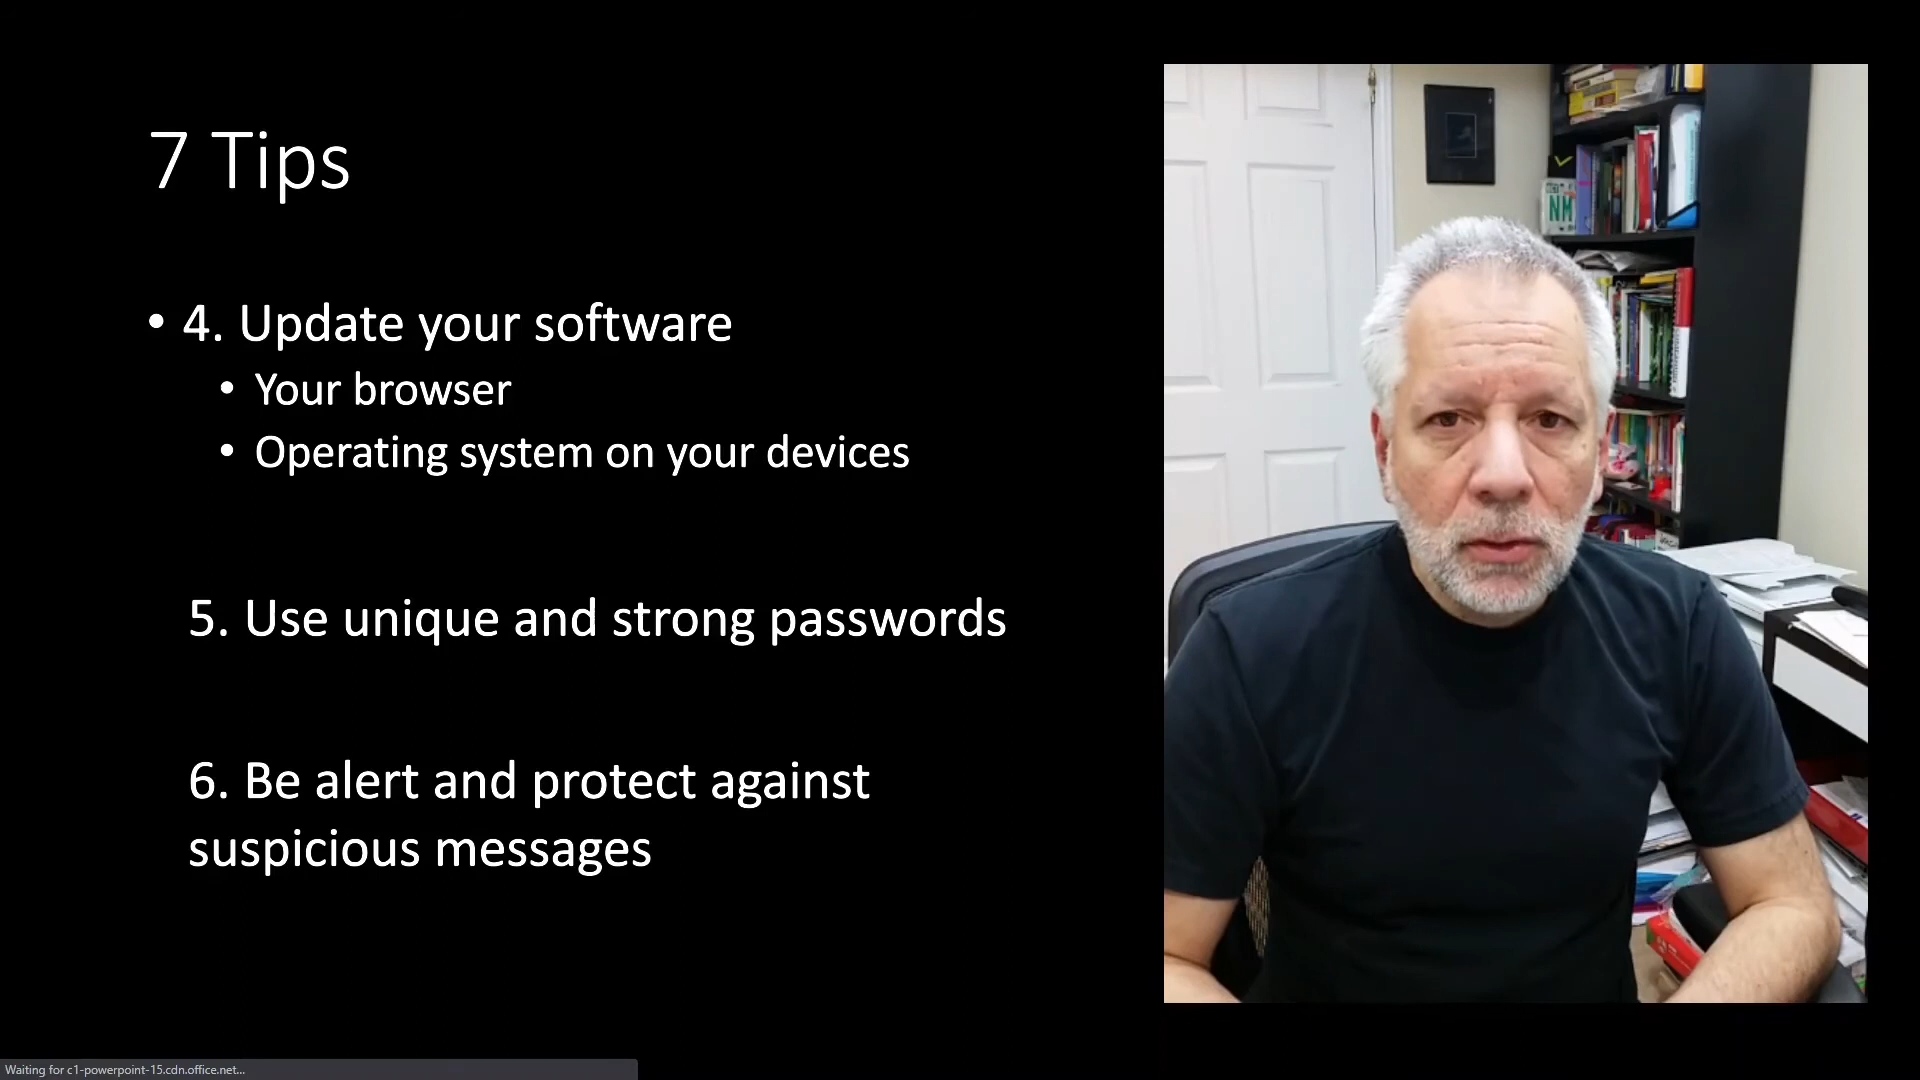 7 Tips
• 4. Update your software
• Your browser
• Operating system on your devices
5. Use unique and strong passwords
6. Be alert and protect against
suspicious messages
NM
Waiting for c1-powerpoint-15.cdn.office.net...